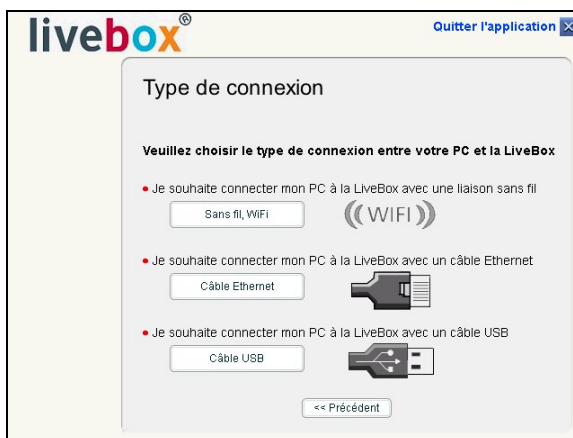 livebox®
Quitter l'application
Type de connexion
Veuillez choisir le type de connexion entre votre PC et la LiveBox
Je souhaite connecter mon PC à la LiveBox avec une liaison sans fil
Sans fil, WiFi
((WIFI))
Je souhaite connecter mon PC à la LiveBox avec un câble Ethernet
Câble Ethernet
Je souhaite connecter mon PC à la LiveBox avec un câble USB
Câble USB
<< Précédent